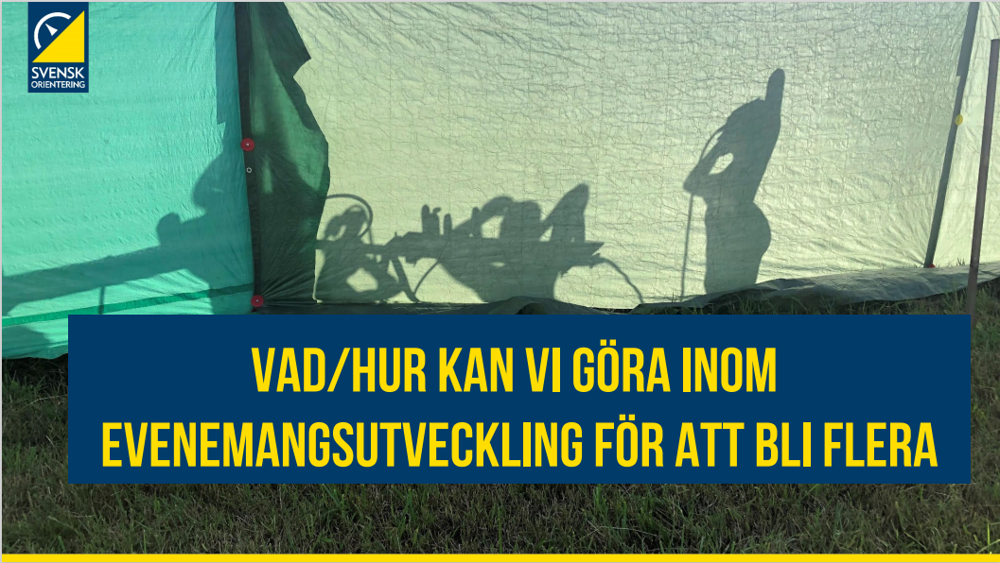 SVENSK
ORIENTERING
VAD/HUR KAN VI GÖRA INOM
EVENEMANGSUTVECKLING FÖR ATT BLI FLERA